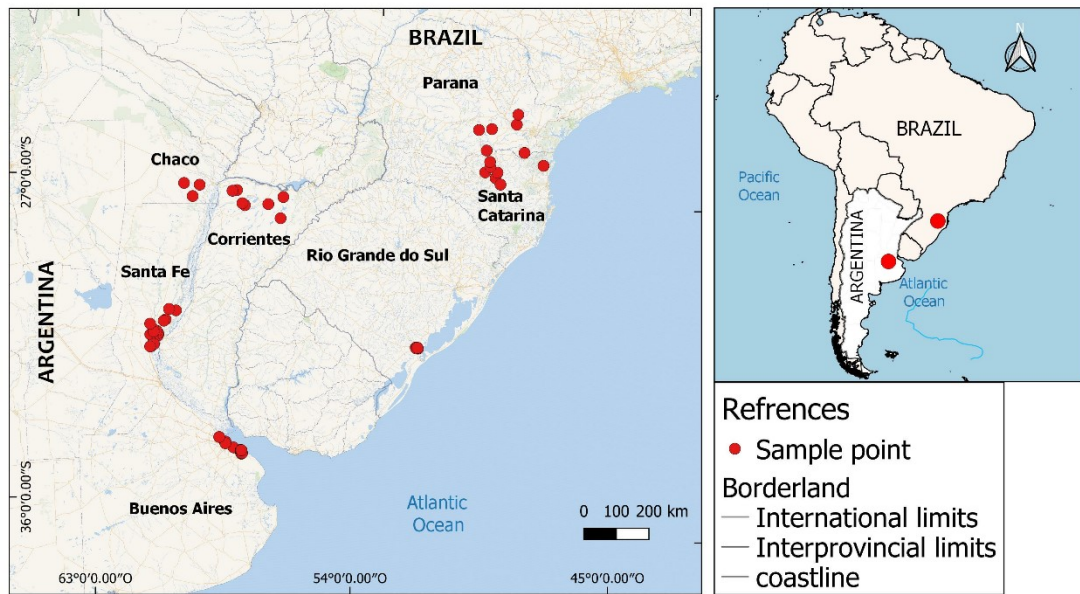 BRAZIL
Parana
Chaco
Santa
Catarina
Corrientes
Rio Grande do Sul
Santa Fe
ARGENTINA
Buenos Aires
Atlantic
Ocean
0 100 200 km
27°0'0.00"S
36°0'0.00"S
63°0'0.00"O
54°0'0.00"O
45°0'0.00"O
N
BRAZIL
Pacific
Ocean
ARGENTINA
Atlantic
Ocean
Refrences
Sample point
Borderland
International limits
Interprovincial limits
coastline